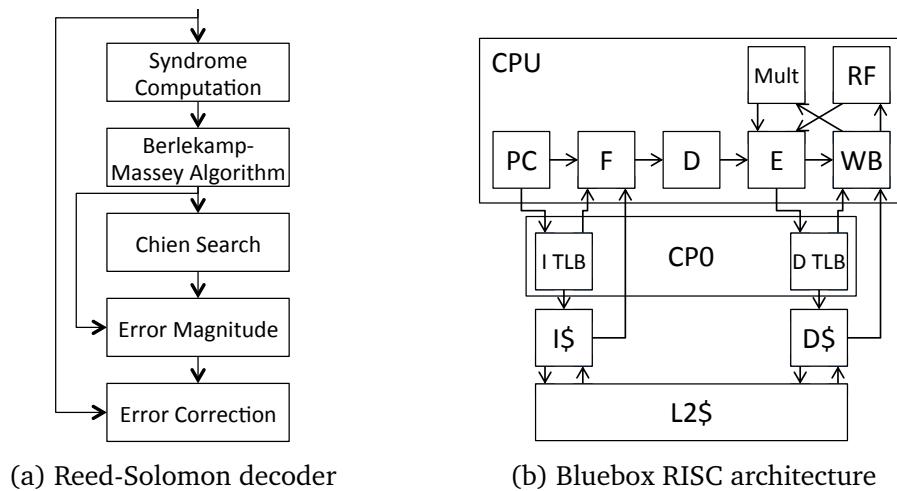 Syndrome
Computation
Berlekamp-
Massey Algorithm
Chien Search
Error Magnitude
Error Correction
(a) Reed-Solomon decoder
CPU
Mult
RF
PC
F
D
E
WB
I TLB
CP0
D TLB
I$
D$
L2$
(b) Bluebox RISC architecture